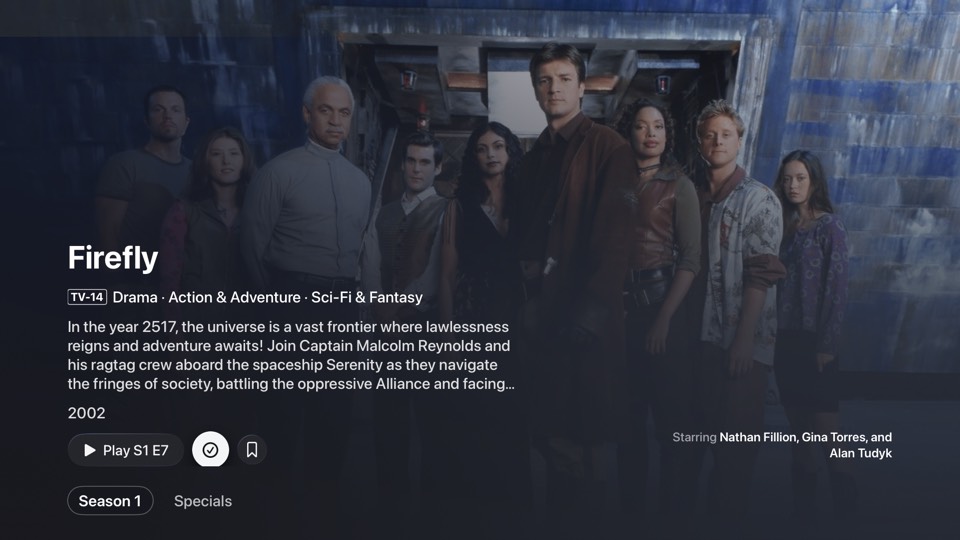 Firefly
TV-14 Drama · Action & Adventure · Sci-Fi & Fantasy
In the year 2517, the universe is a vast frontier where lawlessness
reigns and adventure awaits! Join Captain Malcolm Reynolds and
his ragtag crew aboard the spaceship Serenity as they navigate
the fringes of society, battling the oppressive Alliance and facing…
2002
Play S1 E7
Starring Nathan Fillion, Gina Torres, and
Alan Tudyk
Season 1 Specials